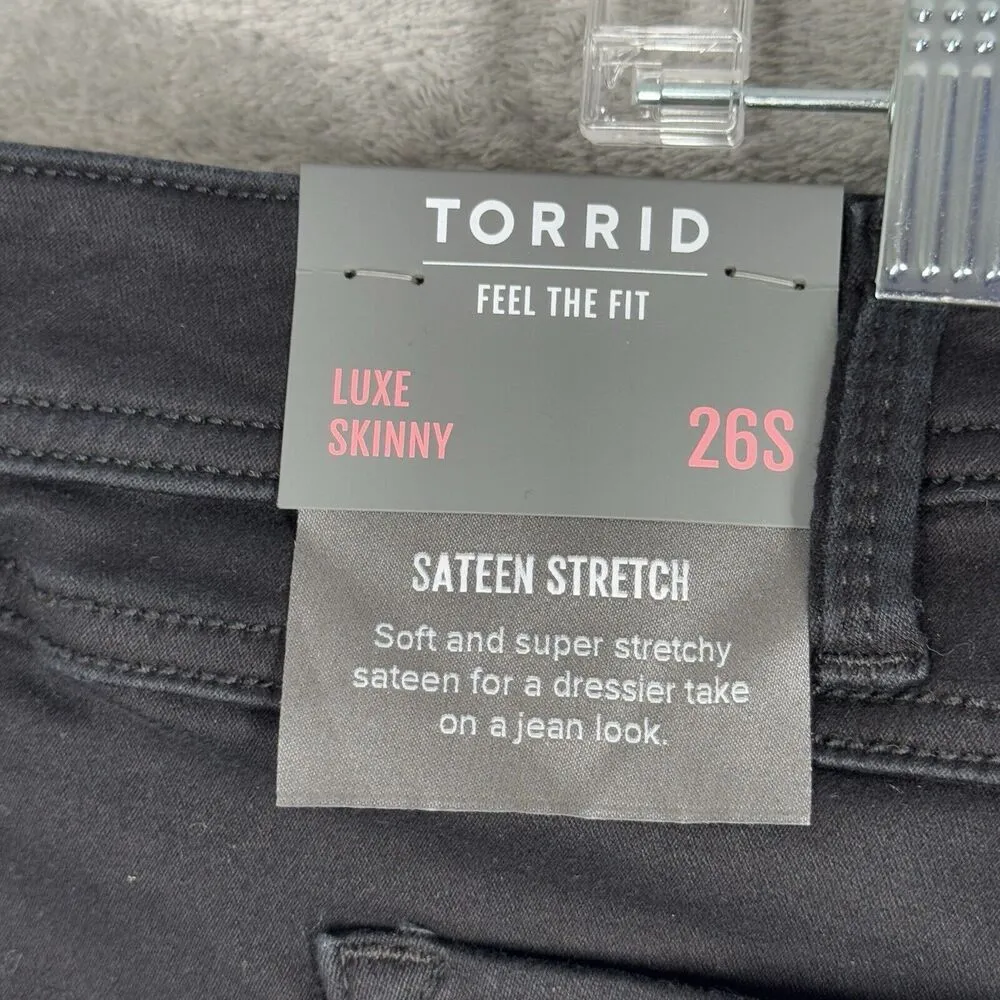 TORRID
FEEL THE FIT
LUXE
SKINNY
26S
SATEEN STRETCH
Soft and super stretchy
sateen for a dressier take
on a jean look.